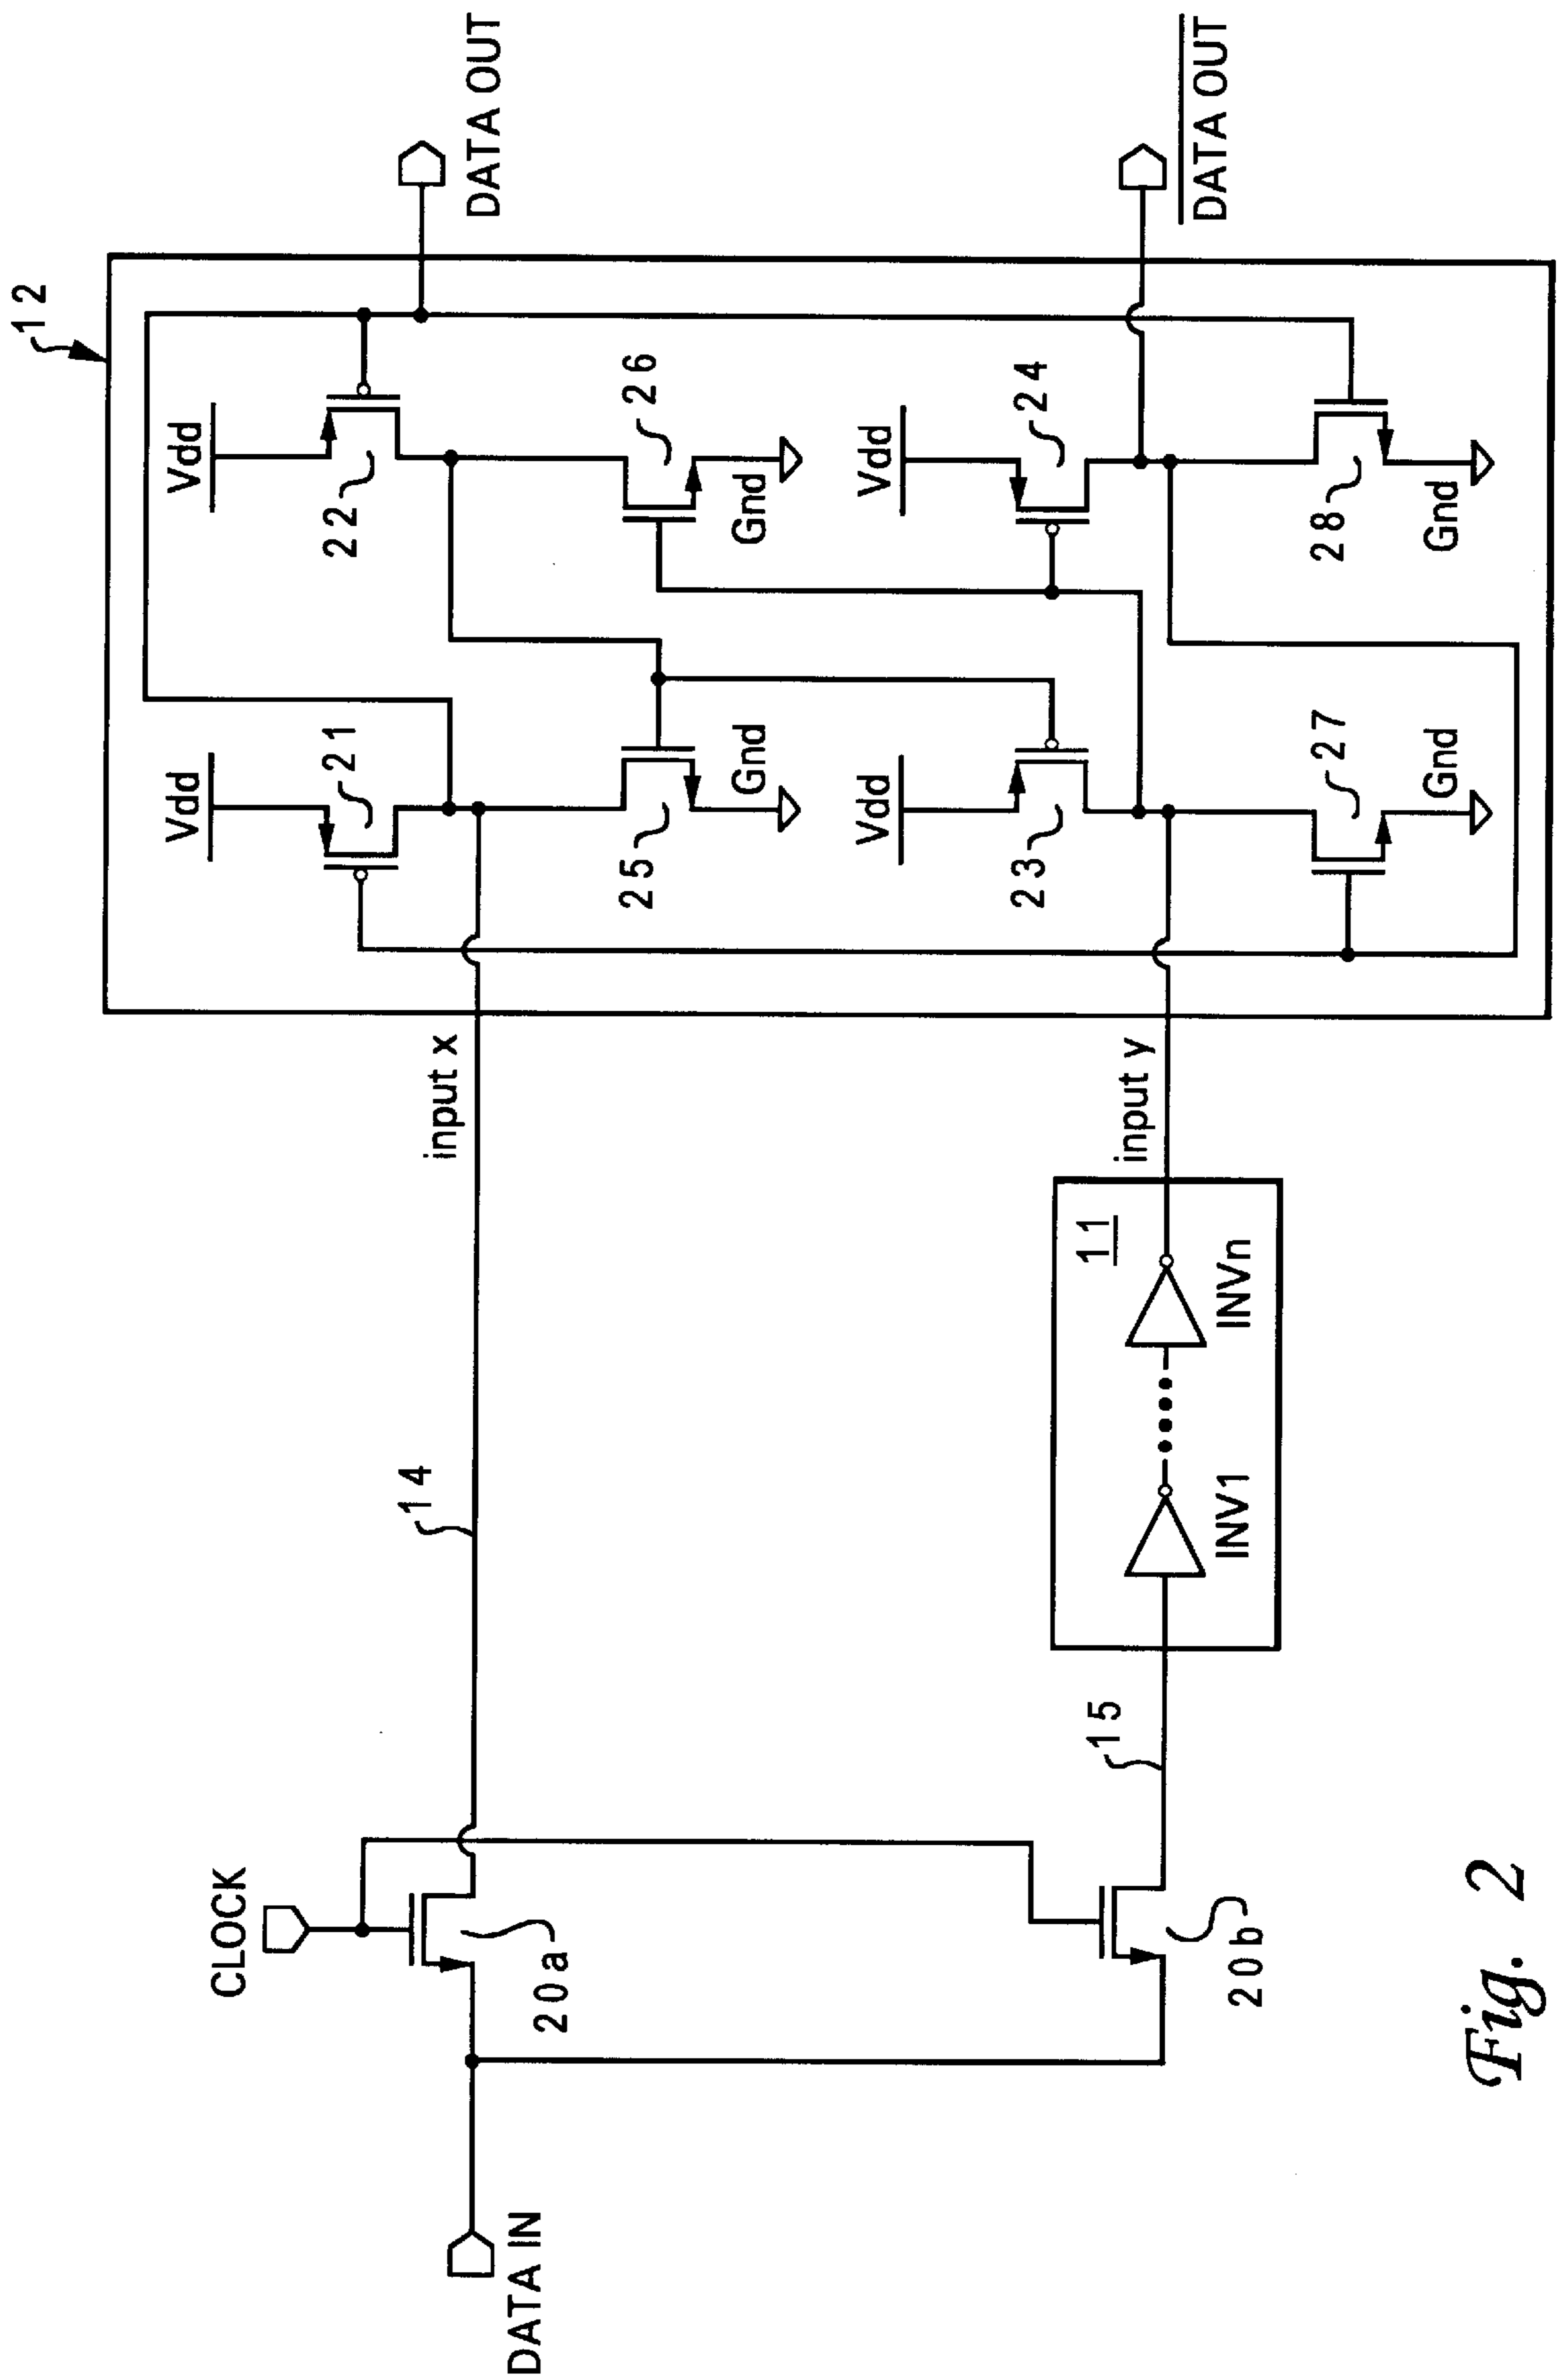 12
Vdd
Vdd
21
22
DATA OUT
CLOCK
14
input x
25
Gnd
26
Gnd
20a
DATA IN
Vdd
Vdd
23
24
DATA OUT
15
11
input y
INV1
INVn
20b
27
28
Gnd
Gnd
Fig. 2